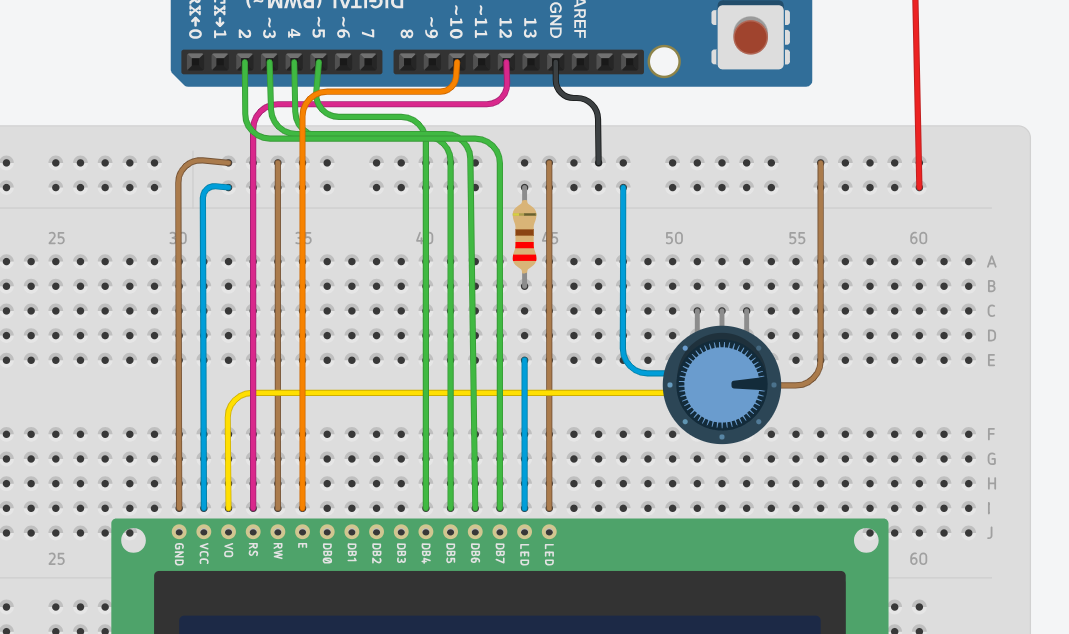 DIGITAL (PWM ~)
RX←0
TX→1
2
~3
4
~5
~6
7
8
~9
~10
~11
12
13
GND
AREF
25
30
35
40
45
50
55
60
A
B
C
D
E
F
G
H
I
J
GND
VCC
VO
RS
RW
E
DB0
DB1
DB2
DB3
DB4
DB5
DB6
DB7
LED
LED
25
60